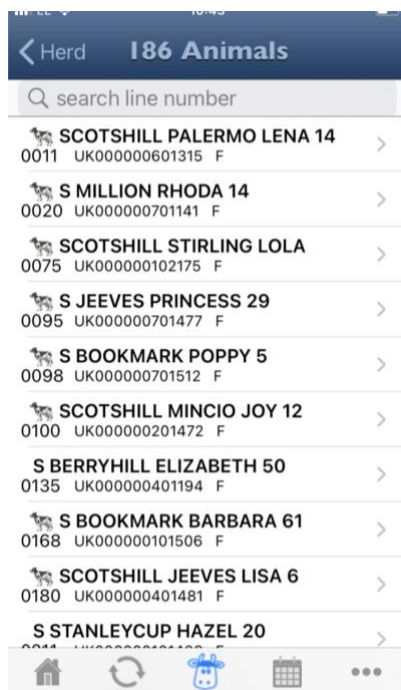 Herd 186 Animals
search line number
SCOTSHILL PALERMO LENA 14
0011 UK000000601315 F
S MILLION RHODA 14
0020 UK000000701141 F
SCOTSHILL STIRLING LOLA
0075 UK000000102175 F
S JEEVES PRINCESS 29
0095 UK000000701477 F
S BOOKMARK POPPY 5
0098 UK000000701512 F
SCOTSHILL MINCIO JOY 12
0100 UK000000201472 F
S BERRYHILL ELIZABETH 50
0135 UK000000401194 F
S BOOKMARK BARBARA 61
0168 UK000000101506 F
SCOTSHILL JEEVES LISA 6
0180 UK000000401481 F
S STANLEYCUP HAZEL 20